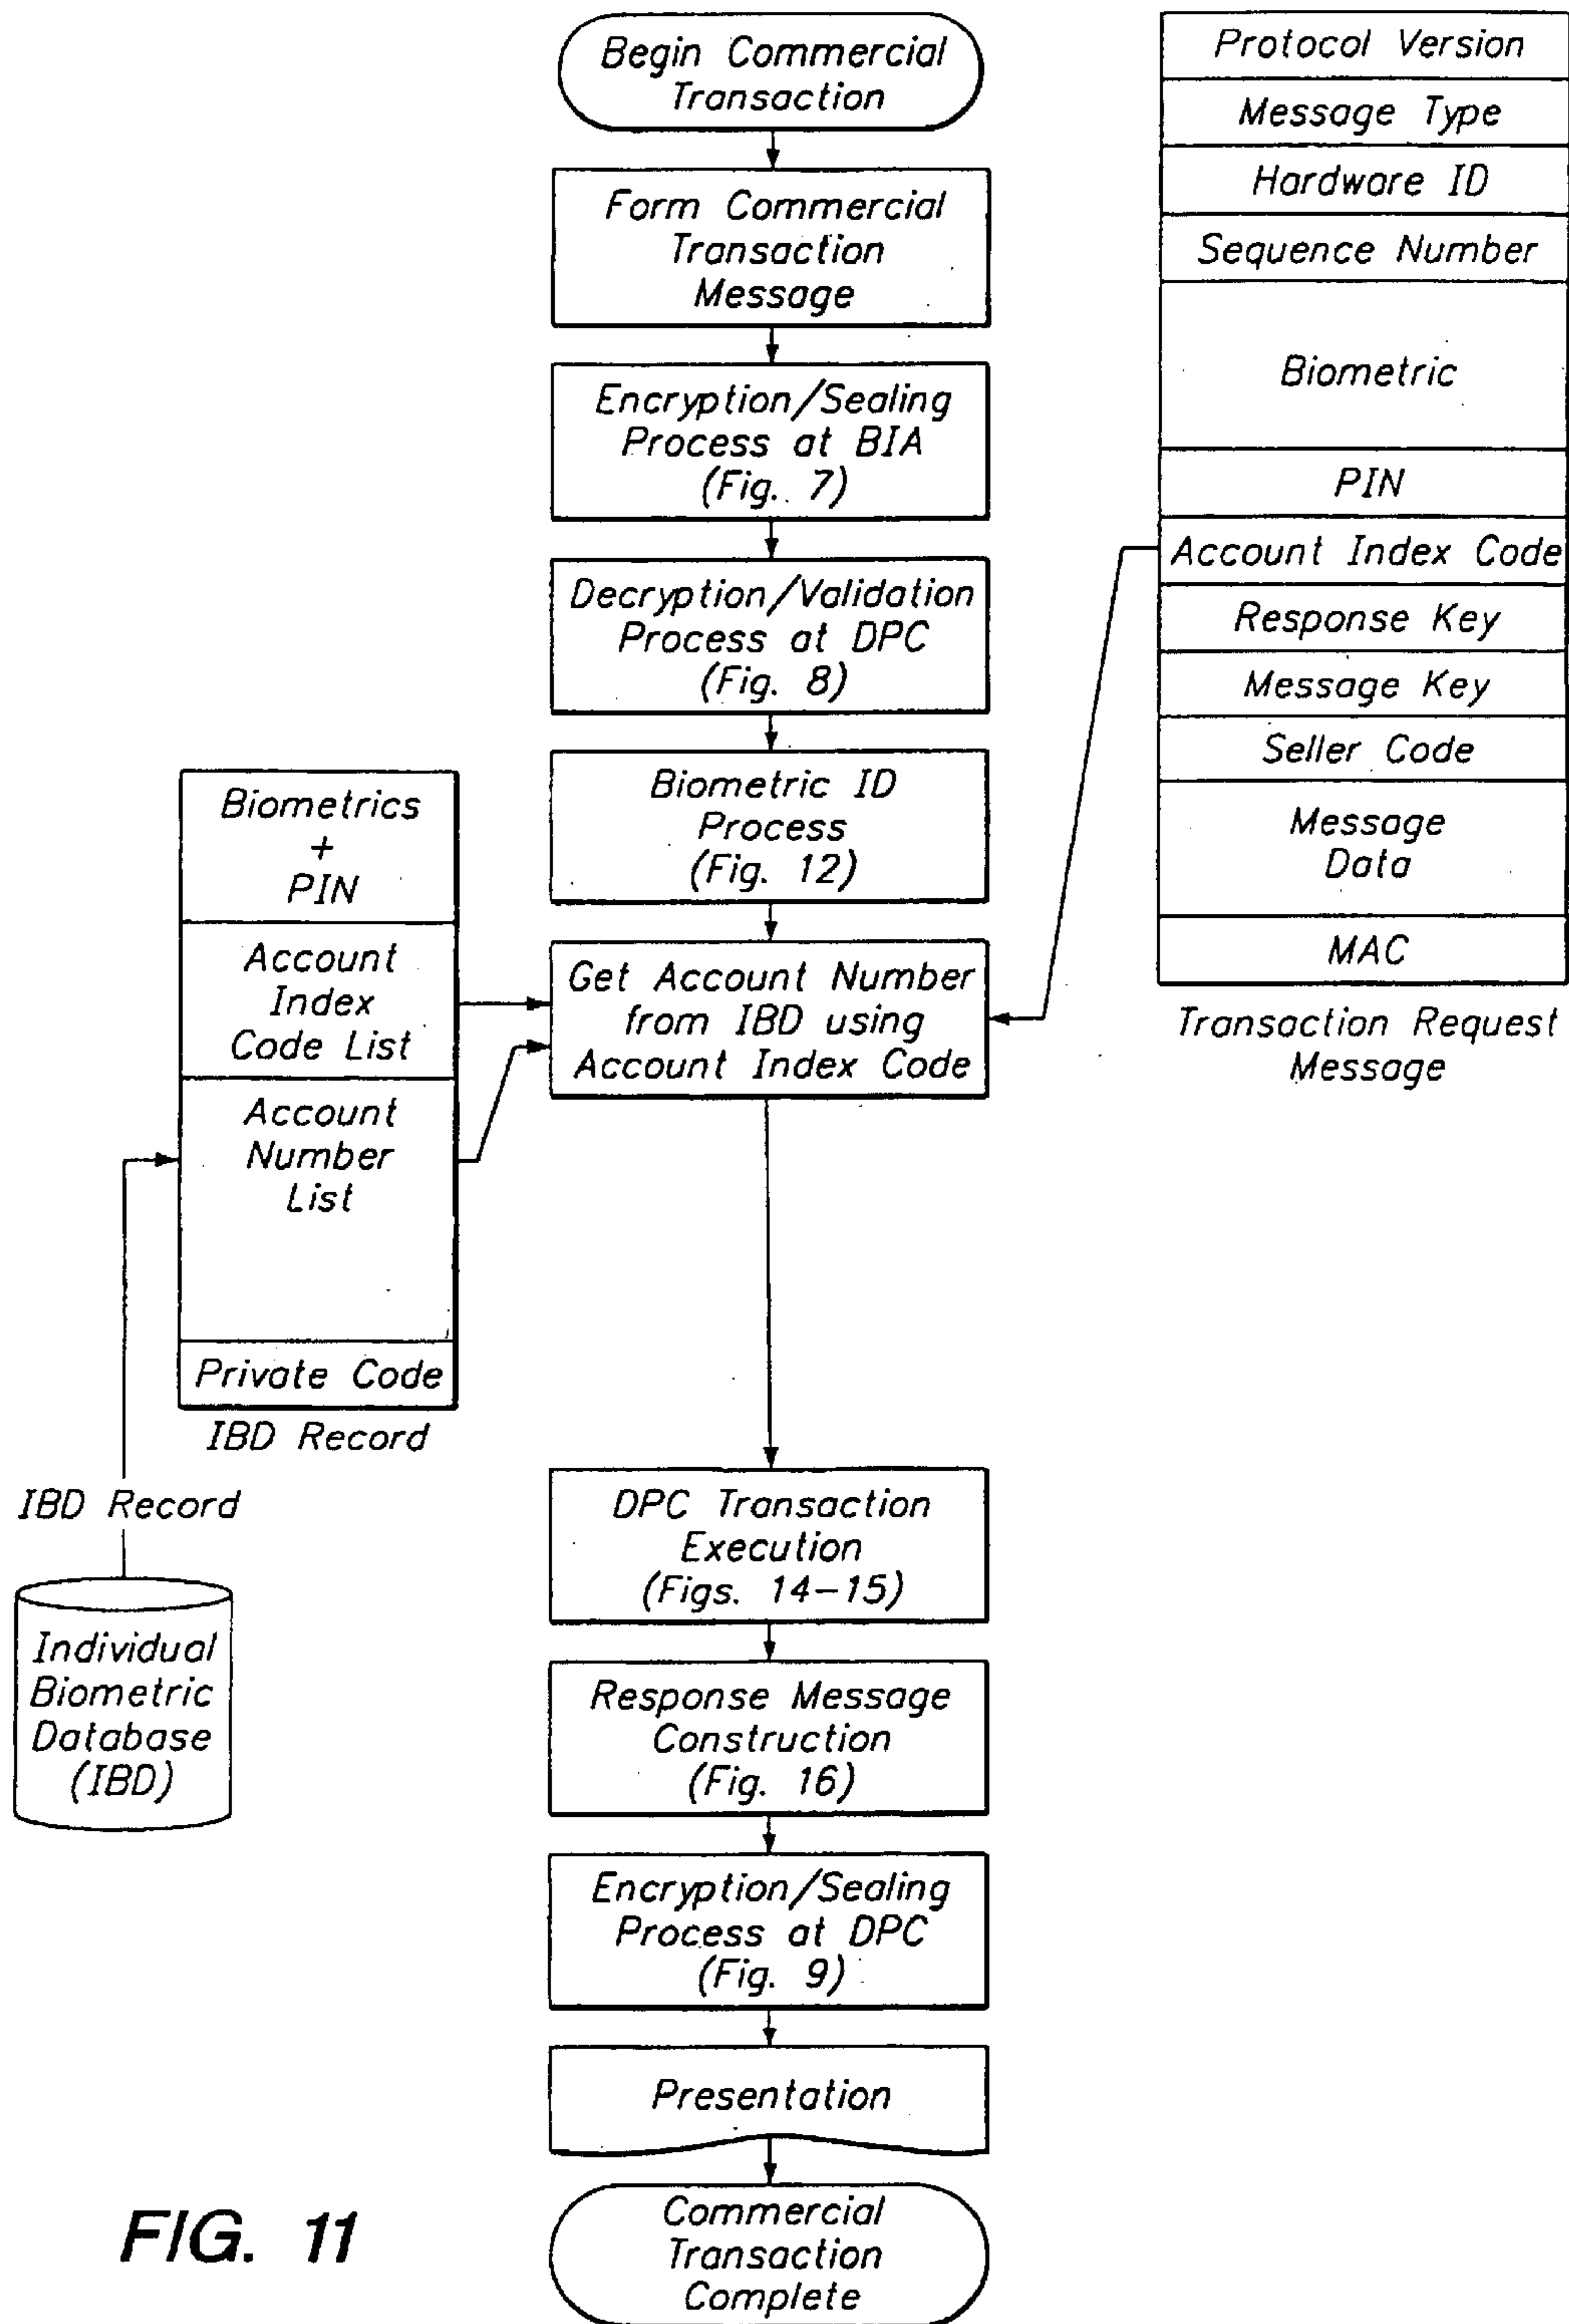 Begin Commercial
Transaction
Form Commercial
Transaction
Message
Encryption/Sealing
Process at BIA
(Fig. 7)
Decryption/Validation
Process at DPC
(Fig. 8)
Biometric ID
Process
(Fig. 12)
Get Account Number
from IBD using
Account Index Code
DPC Transaction
Execution
(Figs. 14-15)
Response Message
Construction
(Fig. 16)
Encryption/Sealing
Process at DPC
(Fig. 9)
Presentation
Commercial
Transaction
Complete
Protocol Version
Message Type
Hardware ID
Sequence Number
Biometric
PIN
Account Index Code
Response Key
Message Key
Seller Code
Message
Data
MAC
Transaction Request
Message
Biometrics
+
PIN
Account
Index
Code List
Account
Number
List
Private Code
IBD Record
IBD Record
Individual
Biometric
Database
(IBD)
FIG. 11